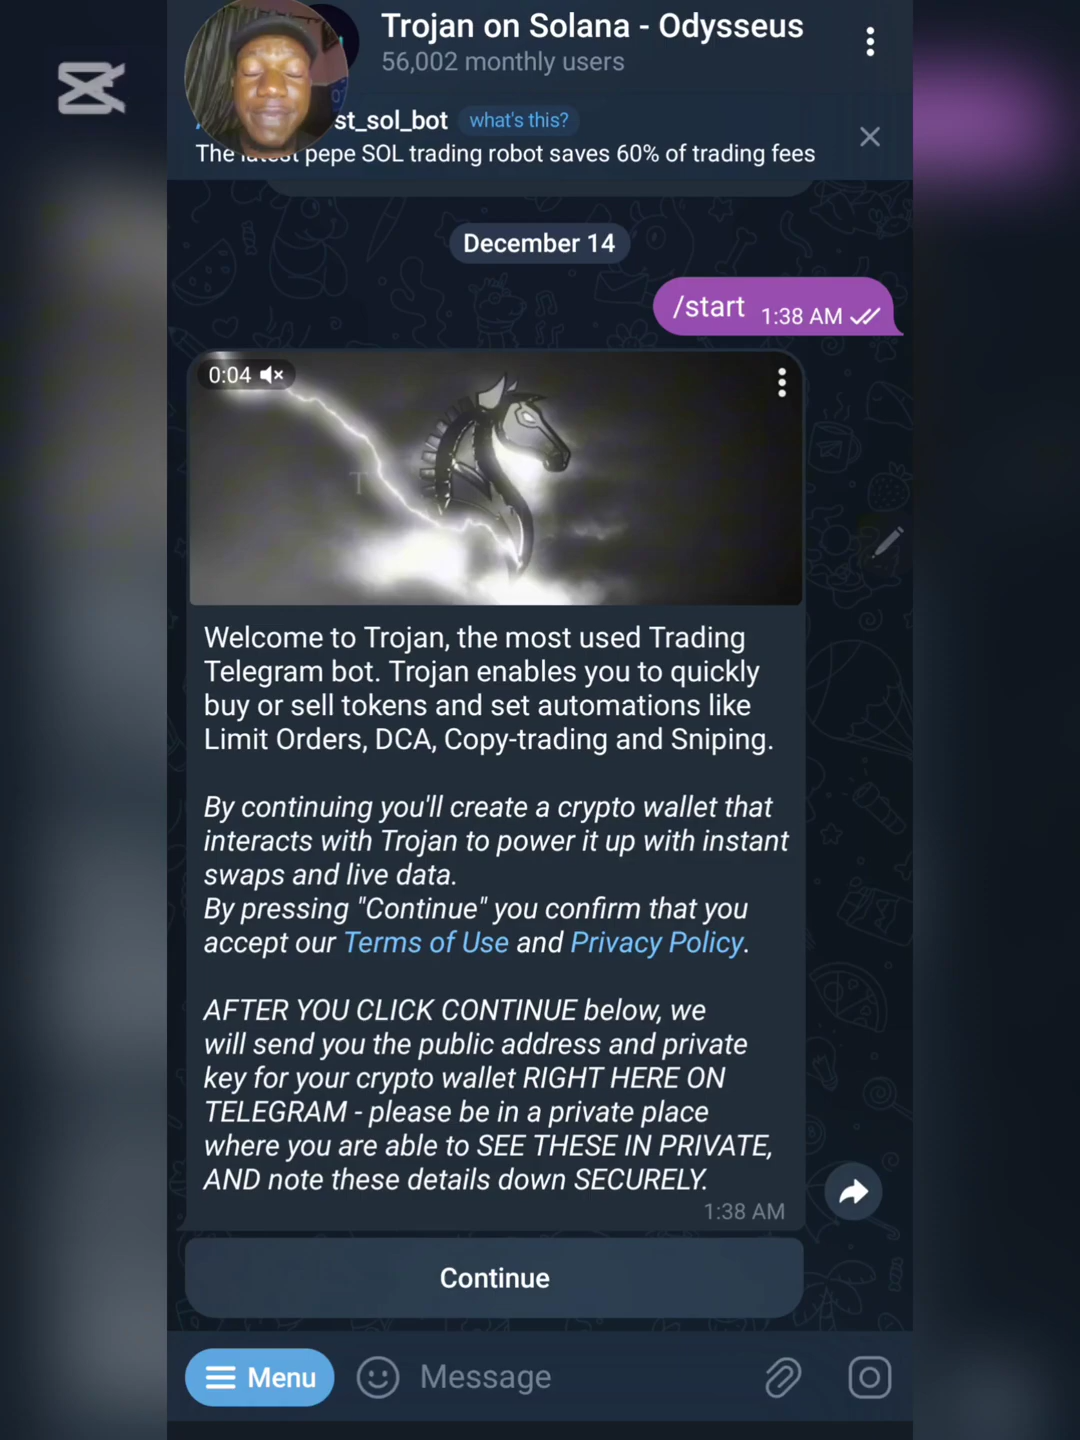 Trojan on Solana - Odysseus
56,002 monthly users
st_sol_bot what's this?
The latest pepe SOL trading robot saves 60% of trading fees
December 14
/start 1:38 AM
0:04
T
Welcome to Trojan, the most used Trading
Telegram bot. Trojan enables you to quickly
buy or sell tokens and set automations like
Limit Orders, DCA, Copy-trading and Sniping.
By continuing you'll create a crypto wallet that
interacts with Trojan to power it up with instant
swaps and live data.
By pressing "Continue" you confirm that you
accept our Terms of Use and Privacy Policy.
AFTER YOU CLICK CONTINUE below, we
will send you the public address and private
key for your crypto wallet RIGHT HERE ON
TELEGRAM - please be in a private place
where you are able to SEE THESE IN PRIVATE,
AND note these details down SECURELY.
1:38 AM
Continue
Menu
Message